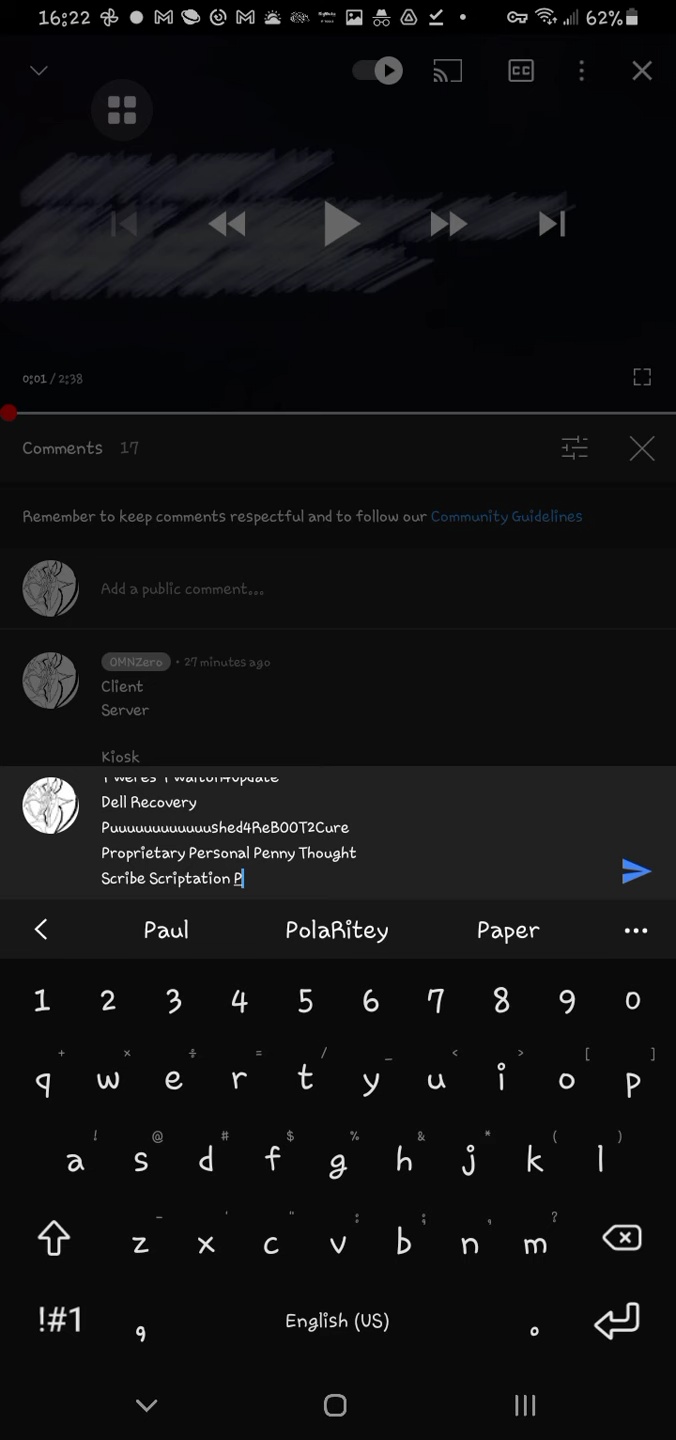 16:22
62%
CC
0:01 / 2:38
Comments 17
Remember to keep comments respectful and to follow our Community Guidelines
Add a public comment...
OMNZero • 27 minutes ago
Client
Server
Kiosk
Dell Recovery
Puuuuuuuuuuuushed4ReB00T2Cure
Proprietary Personal Penny Thought
Scribe Scriptation P
Paul PolaRitey Paper
1 2 3 4 5 6 7 8 9 0
+ × ÷ = / _ < > [ ]
q w e r t y u i o p
! @ # $ % & * ( )
a s d f g h j k l
- ' " : ; , ?
z x c v b n m
!#1 , English (US) .